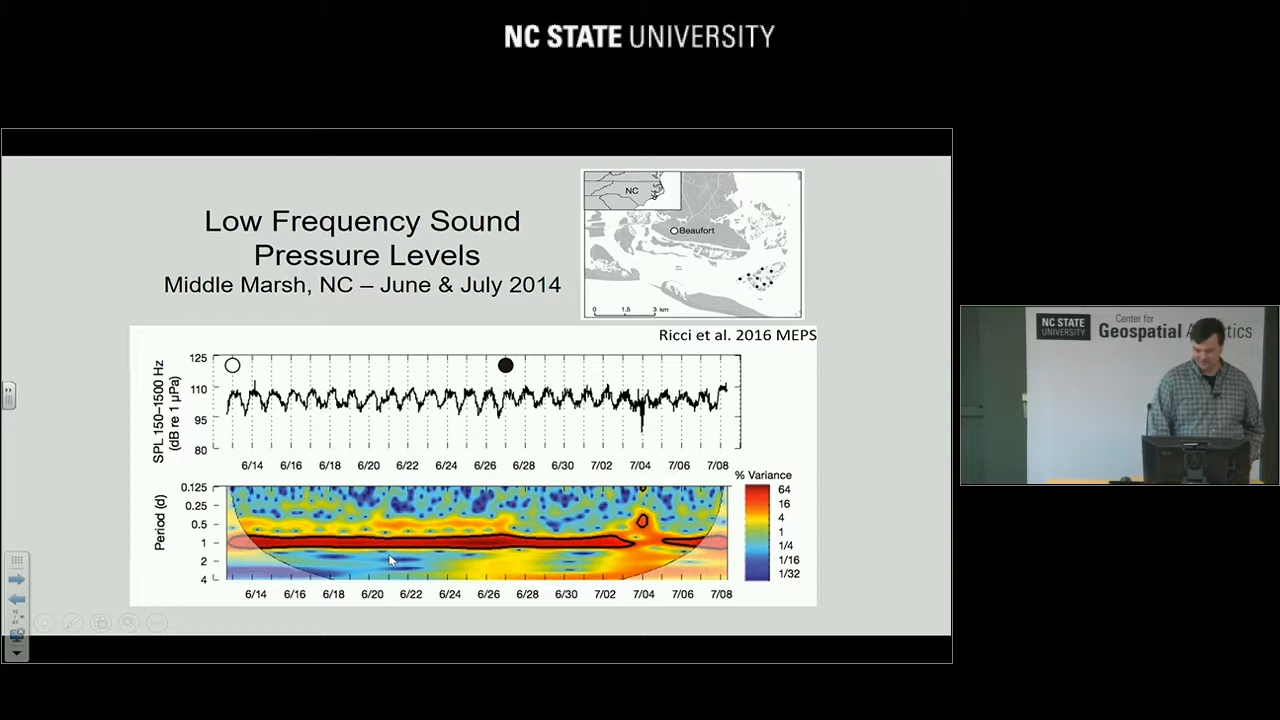 NC STATE UNIVERSITY
Low Frequency Sound
Pressure Levels
Middle Marsh, NC – June & July 2014
NC
Beaufort
0 1.5 3 km
Ricci et al. 2016 MEPS
SPL 150–1500 Hz
(dB re 1 μPa)
125
110
95
80
6/14 6/16 6/18 6/20 6/22 6/24 6/26 6/28 6/30 7/02 7/04 7/06 7/08
Period (d)
0.125
0.25
0.5
1
2
4
6/14 6/16 6/18 6/20 6/22 6/24 6/26 6/28 6/30 7/02 7/04 7/06 7/08
% Variance
64
16
4
1
1/4
1/16
1/32
NC STATE
UNIVERSITY
Center for
Geospatial